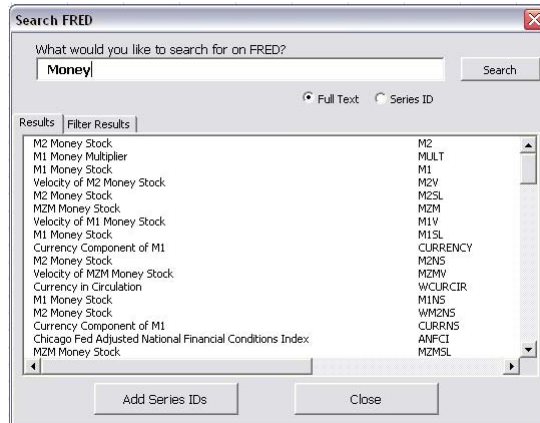 Search FRED
What would you like to search for on FRED?
Money
Search
Full Text Series ID
Results Filter Results
M2 Money Stock M2
M1 Money Multiplier MULT
M1 Money Stock M1
Velocity of M2 Money Stock M2V
M2 Money Stock M2SL
MZM Money Stock MZM
Velocity of M1 Money Stock M1V
M1 Money Stock M1SL
Currency Component of M1 CURRENCY
M2 Money Stock M2NS
Velocity of MZM Money Stock MZMV
Currency in Circulation WCURCIR
M1 Money Stock M1NS
M2 Money Stock WM2NS
Currency Component of M1 CURRNS
Chicago Fed Adjusted National Financial Conditions Index ANFCI
MZM Money Stock MZMSL
Add Series IDs Close